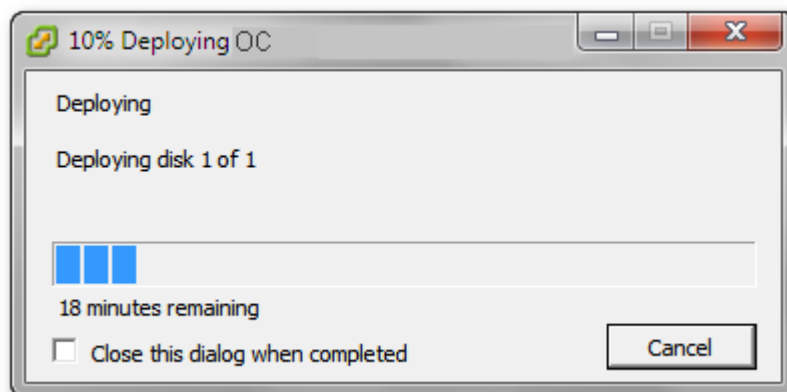 10% Deploying OC
Deploying
Deploying disk 1 of 1
18 minutes remaining
Close this dialog when completed
Cancel